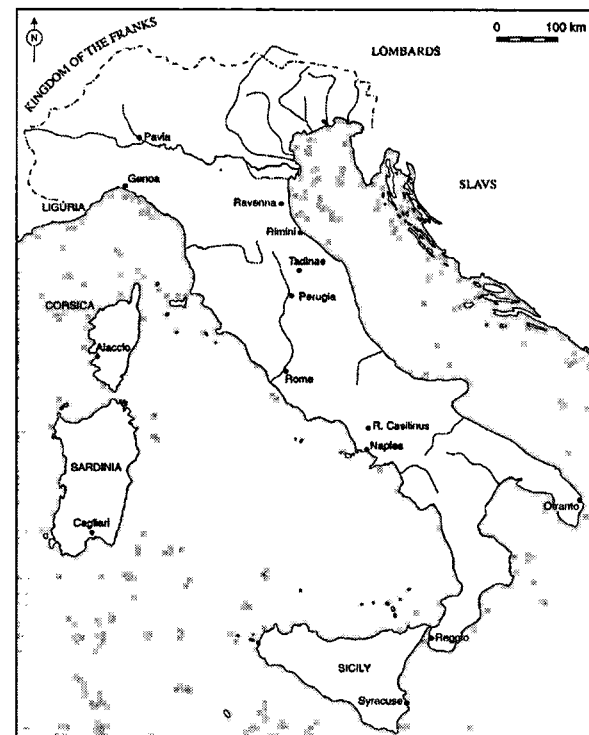 N
0 100 km
KINGDOM OF THE FRANKS
LOMBARDS
SLAVS
Pavia
Genoa
LIGURIA
Ravenna
Rimini
Tadinae
Perugia
CORSICA
Aiaccio
Rome
R. Casilinus
Naples
SARDINIA
Cagliari
Otranto
Reggio
SICILY
Syracuse